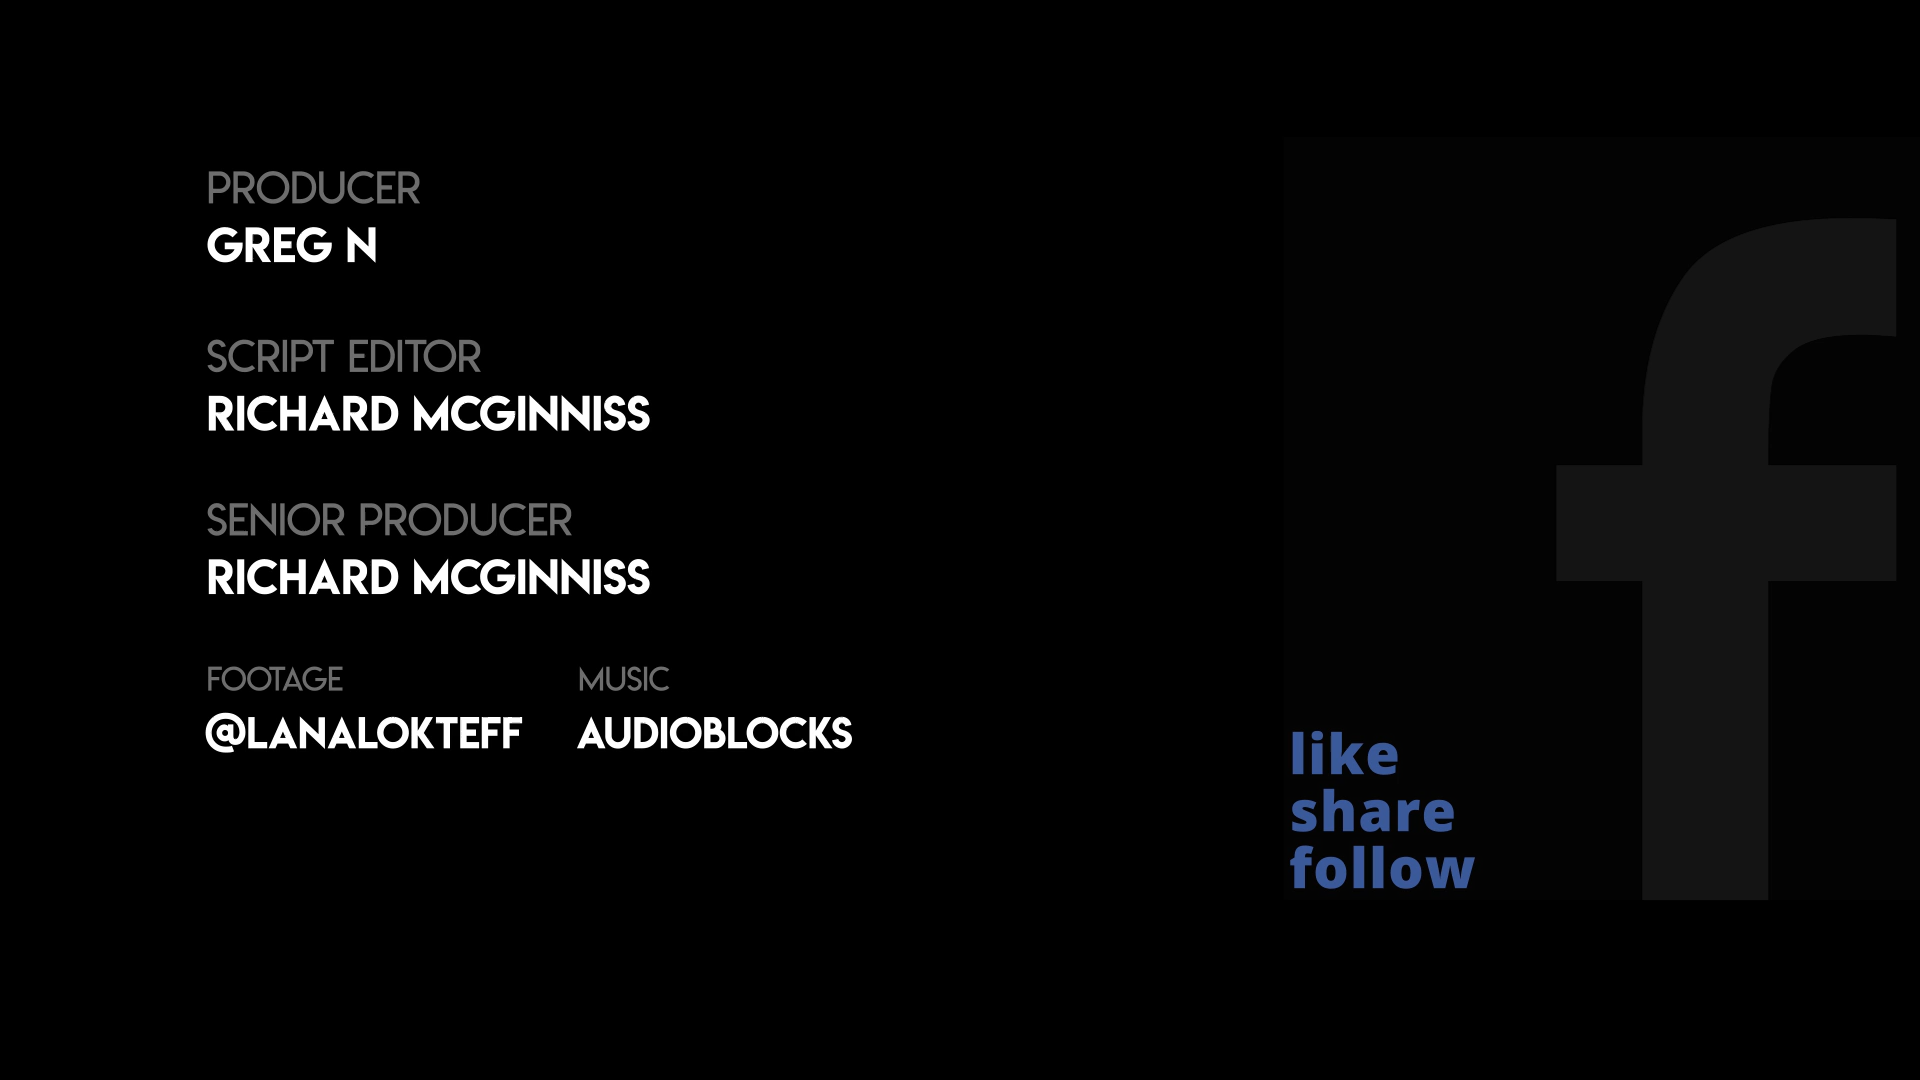 PRODUCER
GREG N
SCRIPT EDITOR
RICHARD MCGINNISS
SENIOR PRODUCER
RICHARD MCGINNISS
FOOTAGE
@LANALOKTEFF
MUSIC
AUDIOBLOCKS
like
share
follow
f